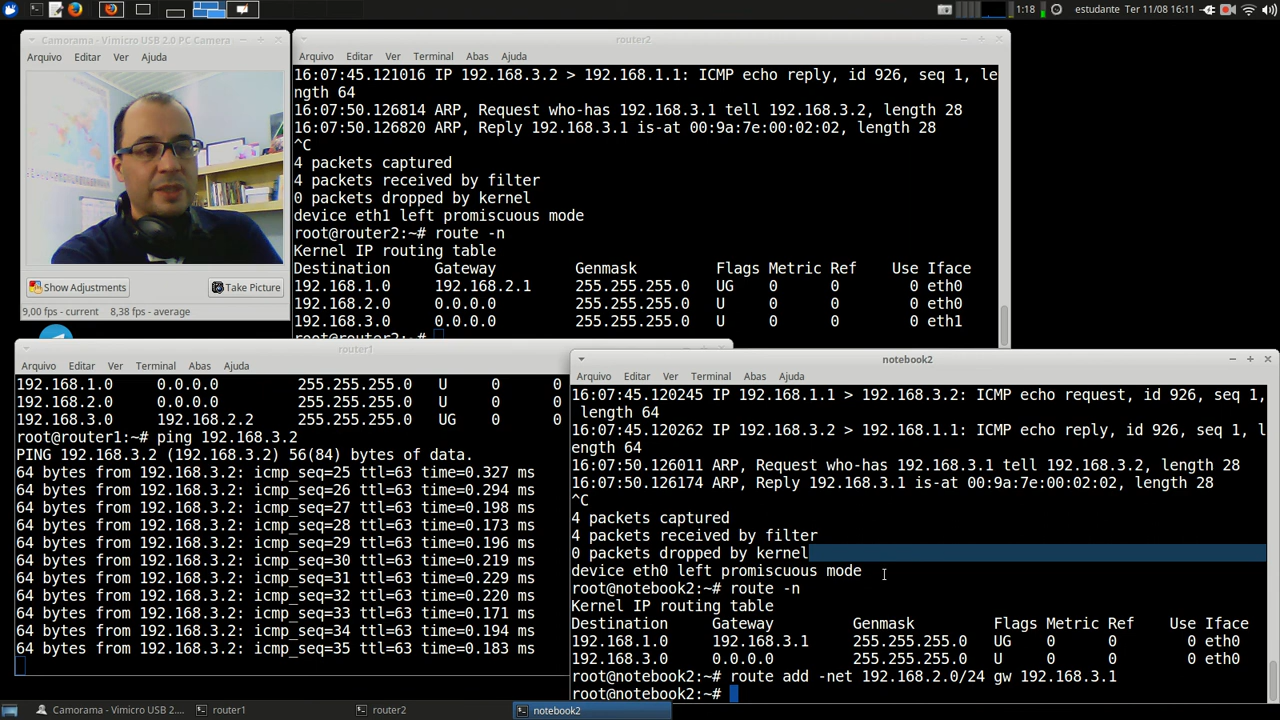 1:18
estudante
Ter 11/08 16:11
Camorama - Vimicro USB 2.0 PC Camera
Arquivo Editar Ver Ajuda
Show Adjustments
Take Picture
9,00 fps - current
8,38 fps - average
router2
Arquivo Editar Ver Terminal Abas Ajuda
16:07:45.121016 IP 192.168.3.2 > 192.168.1.1: ICMP echo reply, id 926, seq 1, le
ngth 64
16:07:50.126814 ARP, Request who-has 192.168.3.1 tell 192.168.3.2, length 28
16:07:50.126820 ARP, Reply 192.168.3.1 is-at 00:9a:7e:00:02:02, length 28
^C
4 packets captured
4 packets received by filter
0 packets dropped by kernel
device eth1 left promiscuous mode
root@router2:~# route -n
Kernel IP routing table
Destination Gateway Genmask Flags Metric Ref Use Iface
192.168.1.0 192.168.2.1 255.255.255.0 UG 0 0 0 eth0
192.168.2.0 0.0.0.0 255.255.255.0 U 0 0 0 eth0
192.168.3.0 0.0.0.0 255.255.255.0 U 0 0 0 eth1
root@router2:~#
router1
Arquivo Editar Ver Terminal Abas Ajuda
192.168.1.0 0.0.0.0 255.255.255.0 U 0 0
192.168.2.0 0.0.0.0 255.255.255.0 U 0 0
192.168.3.0 192.168.2.2 255.255.255.0 UG 0 0
root@router1:~# ping 192.168.3.2
PING 192.168.3.2 (192.168.3.2) 56(84) bytes of data.
64 bytes from 192.168.3.2: icmp_seq=25 ttl=63 time=0.327 ms
64 bytes from 192.168.3.2: icmp_seq=26 ttl=63 time=0.294 ms
64 bytes from 192.168.3.2: icmp_seq=27 ttl=63 time=0.198 ms
64 bytes from 192.168.3.2: icmp_seq=28 ttl=63 time=0.173 ms
64 bytes from 192.168.3.2: icmp_seq=29 ttl=63 time=0.196 ms
64 bytes from 192.168.3.2: icmp_seq=30 ttl=63 time=0.219 ms
64 bytes from 192.168.3.2: icmp_seq=31 ttl=63 time=0.229 ms
64 bytes from 192.168.3.2: icmp_seq=32 ttl=63 time=0.220 ms
64 bytes from 192.168.3.2: icmp_seq=33 ttl=63 time=0.171 ms
64 bytes from 192.168.3.2: icmp_seq=34 ttl=63 time=0.194 ms
64 bytes from 192.168.3.2: icmp_seq=35 ttl=63 time=0.183 ms
notebook2
Arquivo Editar Ver Terminal Abas Ajuda
16:07:45.120245 IP 192.168.1.1 > 192.168.3.2: ICMP echo request, id 926, seq 1,
length 64
16:07:45.120262 IP 192.168.3.2 > 192.168.1.1: ICMP echo reply, id 926, seq 1, l
ength 64
16:07:50.126011 ARP, Request who-has 192.168.3.1 tell 192.168.3.2, length 28
16:07:50.126174 ARP, Reply 192.168.3.1 is-at 00:9a:7e:00:02:02, length 28
^C
4 packets captured
4 packets received by filter
0 packets dropped by kernel
device eth0 left promiscuous mode
root@notebook2:~# route -n
Kernel IP routing table
Destination Gateway Genmask Flags Metric Ref Use Iface
192.168.1.0 192.168.3.1 255.255.255.0 UG 0 0 0 eth0
192.168.3.0 0.0.0.0 255.255.255.0 U 0 0 0 eth0
root@notebook2:~# route add -net 192.168.2.0/24 gw 192.168.3.1
root@notebook2:~#
Camorama - Vimicro USB 2....
router1
router2
notebook2